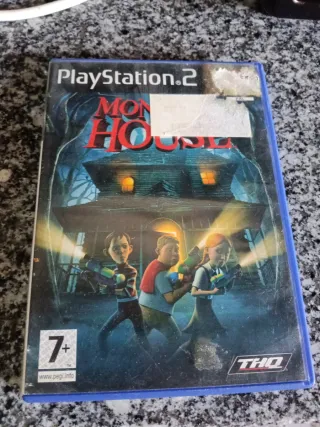 PlayStation.2
MON
HOUSE
7+
www.pegi.info
THQ